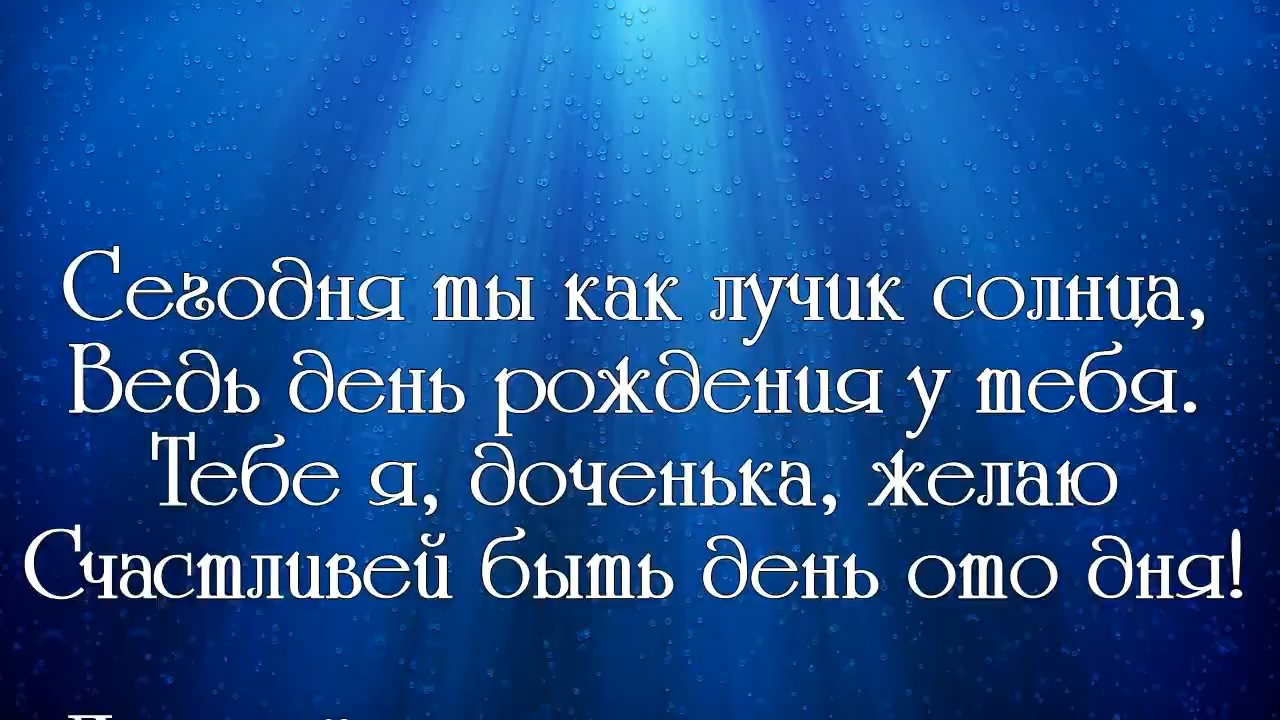 Сегодня ты как лучик солнца,
Ведь день рождения у тебя.
Тебе я, доченька, желаю
Счастливей быть день ото дня!